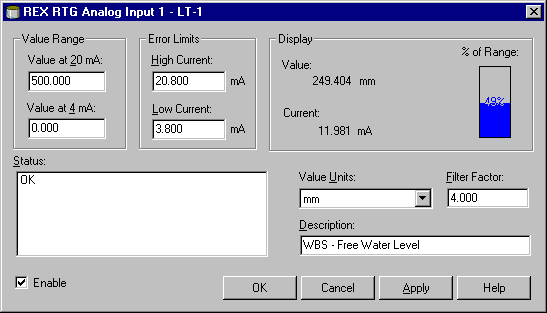 REX RTG Analog Input 1 - LT-1
Value Range
Value at 20 mA:
500.000
Value at 4 mA:
0.000
Error Limits
High Current:
20.800 mA
Low Current:
3.800 mA
Display
Value:
249.404 mm
Current:
11.981 mA
% of Range:
49%
Status:
OK
Value Units:
mm
Filter Factor:
4.000
Description:
WBS - Free Water Level
Enable
OK Cancel Apply Help